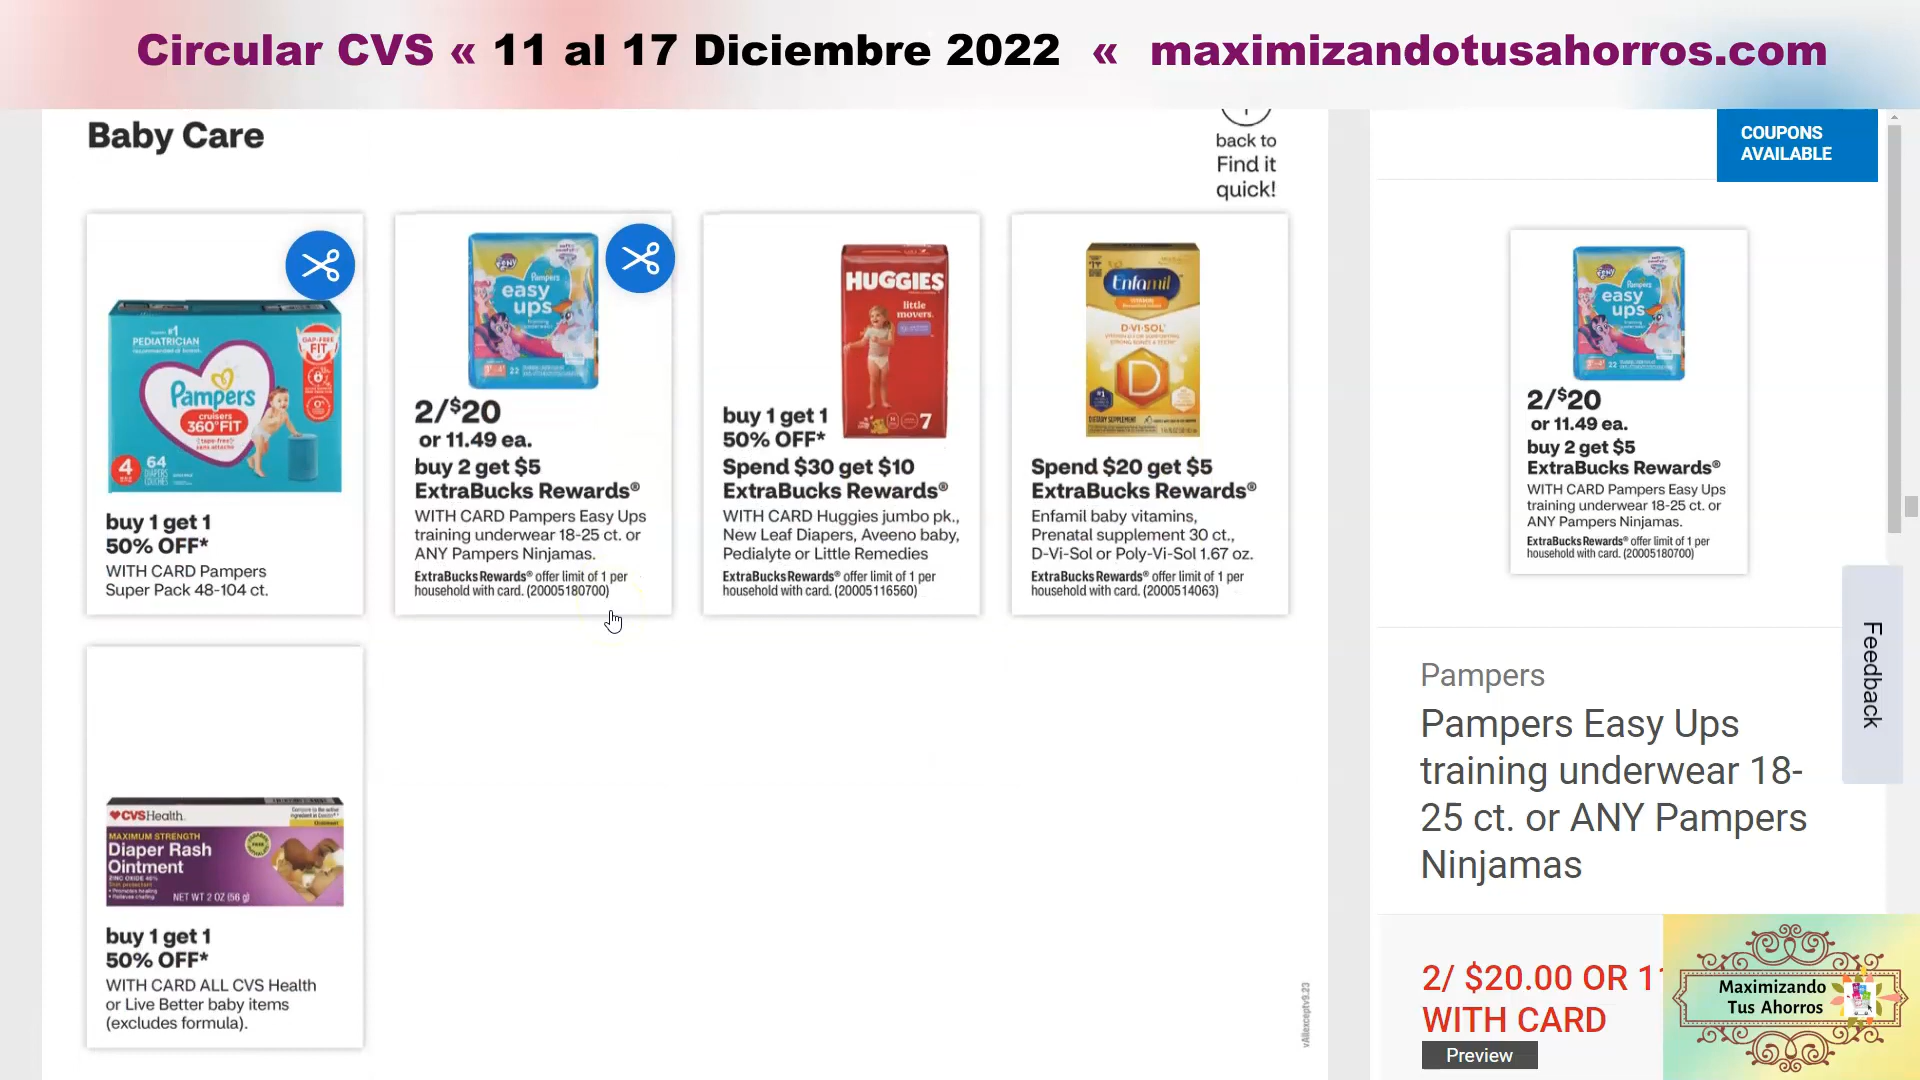 Circular CVS « 11 al 17 Diciembre 2022 « maximizandotusahorros.com
Baby Care
back to
Find it
quick!
#1
PEDIATRICIAN
Pampers
cruisers
360°FIT
GAP-FREE
FIT
4
64
buy 1 get 1
50% OFF*
WITH CARD Pampers
Super Pack 48-104 ct.
Pampers
easy
ups
22
2/$20
or 11.49 ea.
buy 2 get $5
ExtraBucks Rewards®
WITH CARD Pampers Easy Ups
training underwear 18-25 ct. or
ANY Pampers Ninjamas.
ExtraBucks Rewards® offer limit of 1 per
household with card. (20005180700)
HUGGIES
little
movers.
7
buy 1 get 1
50% OFF*
Spend $30 get $10
ExtraBucks Rewards®
WITH CARD Huggies jumbo pk.,
New Leaf Diapers, Aveeno baby,
Pedialyte or Little Remedies
ExtraBucks Rewards® offer limit of 1 per
household with card. (20005116560)
Enfamil
D-VI-SOL
D
Spend $20 get $5
ExtraBucks Rewards®
Enfamil baby vitamins,
Prenatal supplement 30 ct.,
D-Vi-Sol or Poly-Vi-Sol 1.67 oz.
ExtraBucks Rewards® offer limit of 1 per
household with card. (2000514063)
CVSHealth.
MAXIMUM STRENGTH
Diaper Rash
Ointment
NET WT 2 OZ (56 g)
buy 1 get 1
50% OFF*
WITH CARD ALL CVS Health
or Live Better baby items
(excludes formula).
COUPONS
AVAILABLE
Pampers
easy
ups
22
2/$20
or 11.49 ea.
buy 2 get $5
ExtraBucks Rewards®
WITH CARD Pampers Easy Ups
training underwear 18-25 ct. or
ANY Pampers Ninjamas.
ExtraBucks Rewards® offer limit of 1 per
household with card. (20005180700)
Feedback
Pampers
Pampers Easy Ups
training underwear 18-
25 ct. or ANY Pampers
Ninjamas
2/ $20.00 OR 11
WITH CARD
Preview
Maximizando
Tus Ahorros